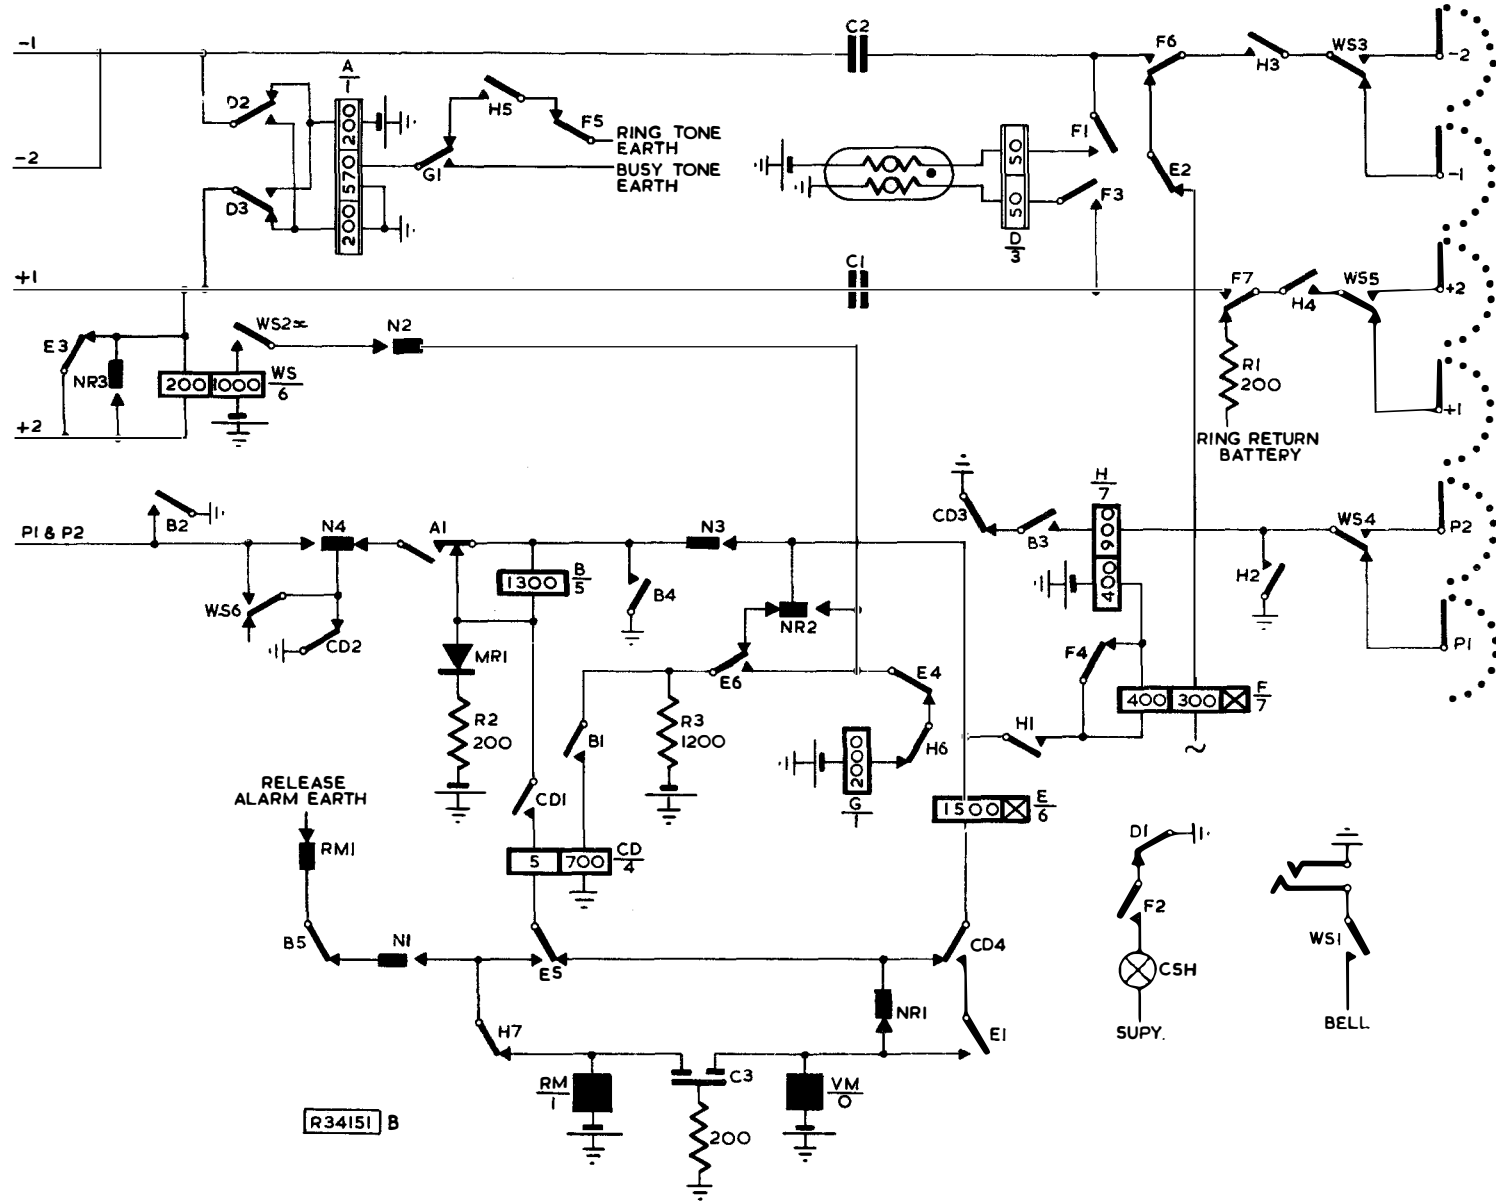 -1
C2
F6
H3
WS3
-2
D2
A
1
200
570
200
H5
F5
RING TONE
EARTH
G1
BUSY TONE
EARTH
-2
D3
F1
50
50
D
3
F3
E2
-1
+1
C1
F7
H4
WS5
+2
E3
NR3
WS2x
N2
200
1000
WS
6
R1
200
+1
+2
RING RETURN
BATTERY
P1 & P2
B2
N4
A1
N3
CD3
B3
H
7
900
400
WS4
P2
H2
1300
B
5
B4
WS6
CD2
NR2
P1
MR1
E6
E4
F4
400
300
F
7
R2
200
B1
R3
1200
H1
H6
2000
G
1
RELEASE
ALARM EARTH
CD1
1500
E
6
RM1
5
700
CD
4
D1
F2
B5
N1
E5
CD4
CSH
WS1
NR1
H7
E1
SUPY.
BELL
RM
1
C3
VM
0
200
R34151 B